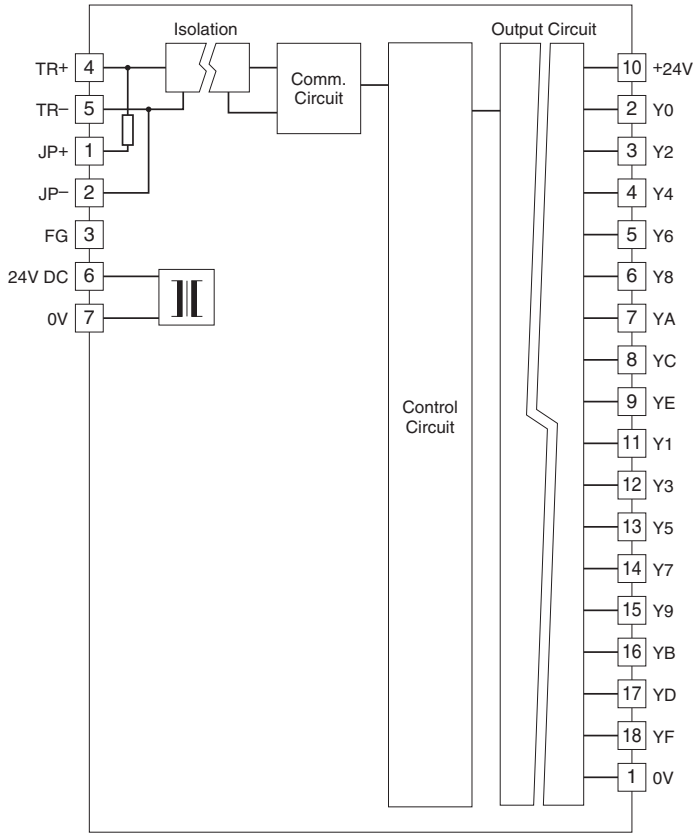 Isolation
Output Circuit
TR+ 4
TR− 5
JP+ 1
JP− 2
FG 3
24V DC 6
0V 7
Comm.
Circuit
Control
Circuit
10 +24V
2 Y0
3 Y2
4 Y4
5 Y6
6 Y8
7 YA
8 YC
9 YE
11 Y1
12 Y3
13 Y5
14 Y7
15 Y9
16 YB
17 YD
18 YF
1 0V